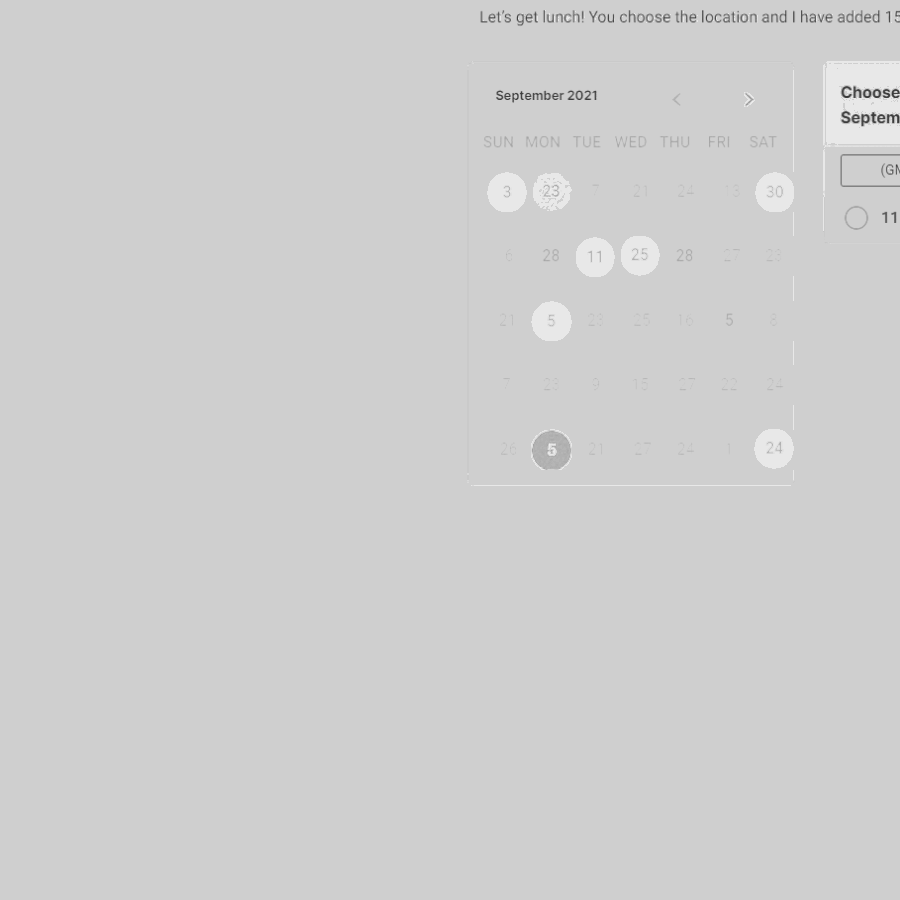 Let's get lunch! You choose the location and I have added 15
September 2021
SUN MON TUE WED THU FRI SAT
3 23 7 21 24 13 30
6 28 11 25 28 27 23
21 5 23 25 16 5 8
7 23 9 15 27 22 24
26 5 21 27 24 1 24
Choose
Septem
(GM
11